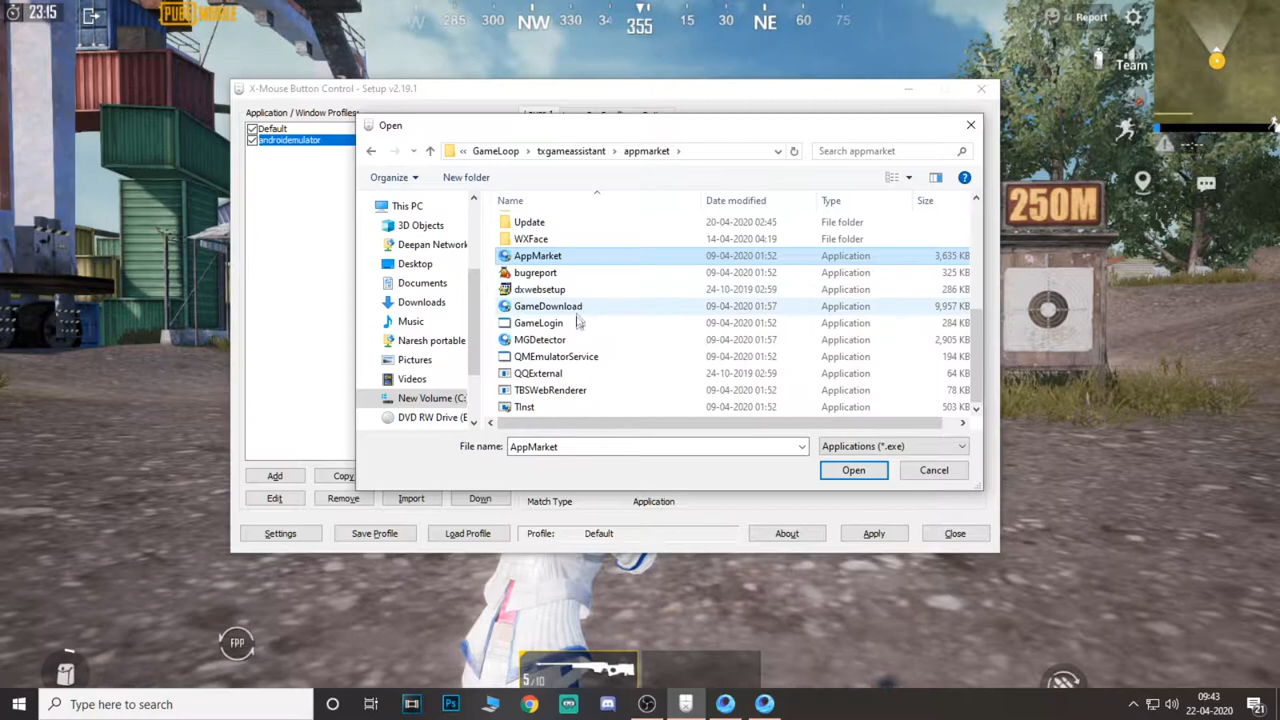 23:15
PUBG MOBILE
W 285 300 NW 330 34 355 15 30 NE 60 75
Report
Team
250M
FPP
5/10
X-Mouse Button Control - Setup v2.19.1
Application / Window Profiles:
Default
androidemulator
Add
Copy
Edit
Remove
Import
Down
Match Type
Application
Settings
Save Profile
Load Profile
Profile:
Default
About
Apply
Close
Open
« GameLoop › txgameassistant › appmarket ›
Search appmarket
Organize
New folder
This PC
3D Objects
Deepan Network
Desktop
Documents
Downloads
Music
Naresh portable
Pictures
Videos
New Volume (C:
DVD RW Drive (E
Name Date modified Type Size
Update 20-04-2020 02:45 File folder
WXFace 14-04-2020 04:19 File folder
AppMarket 09-04-2020 01:52 Application 3,635 KB
bugreport 09-04-2020 01:52 Application 325 KB
dxwebsetup 24-10-2019 02:59 Application 286 KB
GameDownload 09-04-2020 01:57 Application 9,957 KB
GameLogin 09-04-2020 01:52 Application 284 KB
MGDetector 09-04-2020 01:57 Application 2,905 KB
QMEmulatorService 09-04-2020 01:52 Application 194 KB
QQExternal 24-10-2019 02:59 Application 64 KB
TBSWebRenderer 09-04-2020 01:52 Application 78 KB
TInst 09-04-2020 01:52 Application 503 KB
File name: AppMarket
Applications (*.exe)
Open
Cancel
Type here to search
09:43
22-04-2020
21